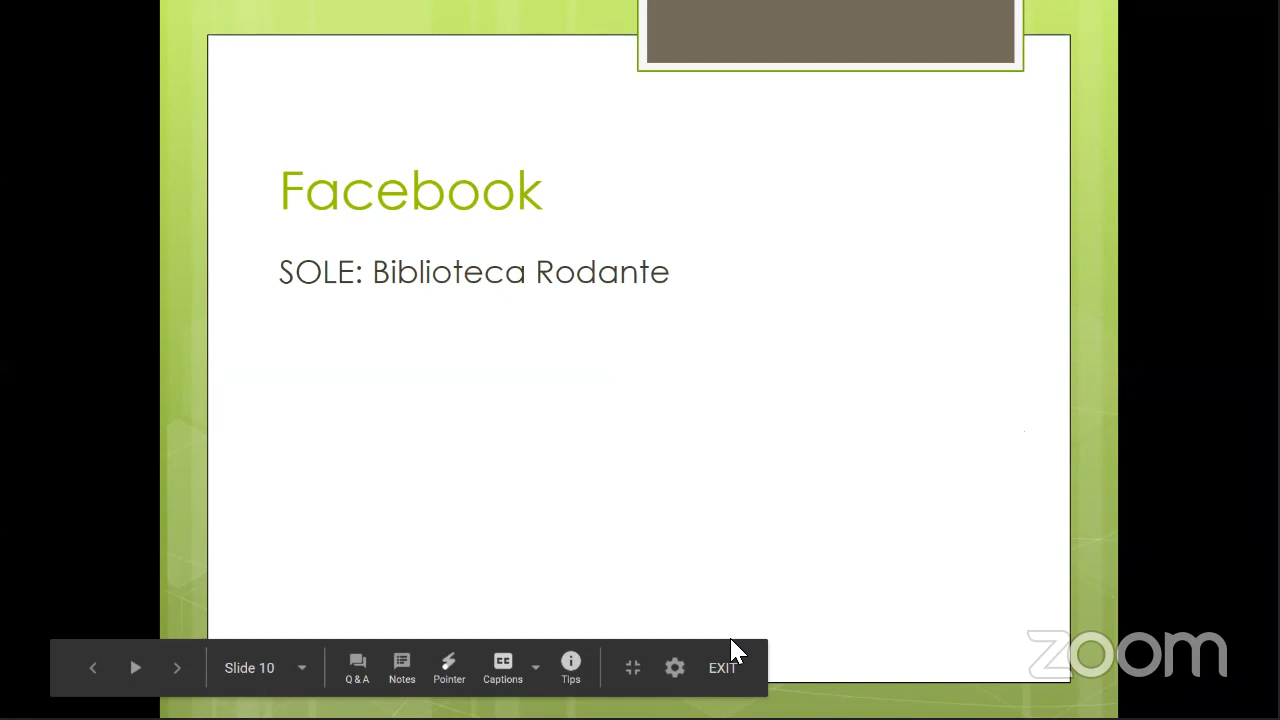 Facebook
SOLE: Biblioteca Rodante
Slide 10
Q & A
Notes
Pointer
Captions
Tips
EXIT
zoom